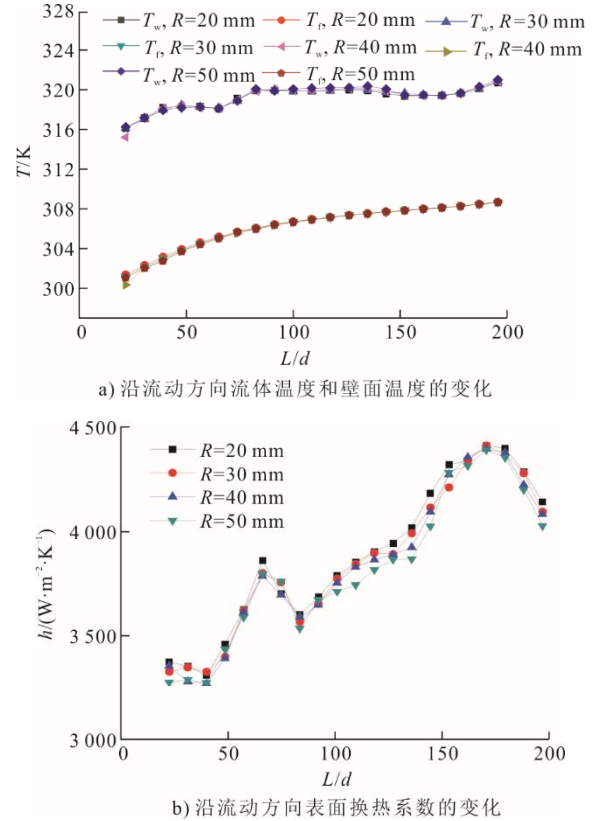 328
324
320
316
312
308
304
300
T/K
T_w, R=20 mm T_f, R=20 mm T_w, R=30 mm
T_f, R=30 mm T_w, R=40 mm T_f, R=40 mm
T_w, R=50 mm T_f, R=50 mm
0 50 100 150 200
L/d
a) 沿流动方向流体温度和壁面温度的变化
4 500
4 000
3 500
3 000
h/(W·m⁻²·K⁻¹)
R=20 mm
R=30 mm
R=40 mm
R=50 mm
0 50 100 150 200
L/d
b) 沿流动方向表面换热系数的变化